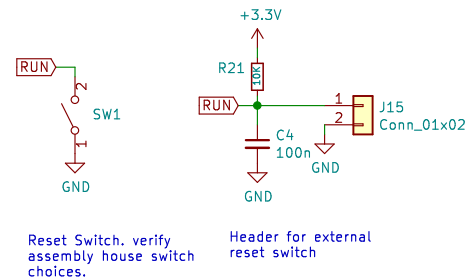 +3.3V
RUN
2
SW1
1
GND
R21
10K
RUN
1
2
J15
Conn_01x02
C4
100n
GND
GND
Reset Switch. verify
assembly house switch
choices.
Header for external
reset switch